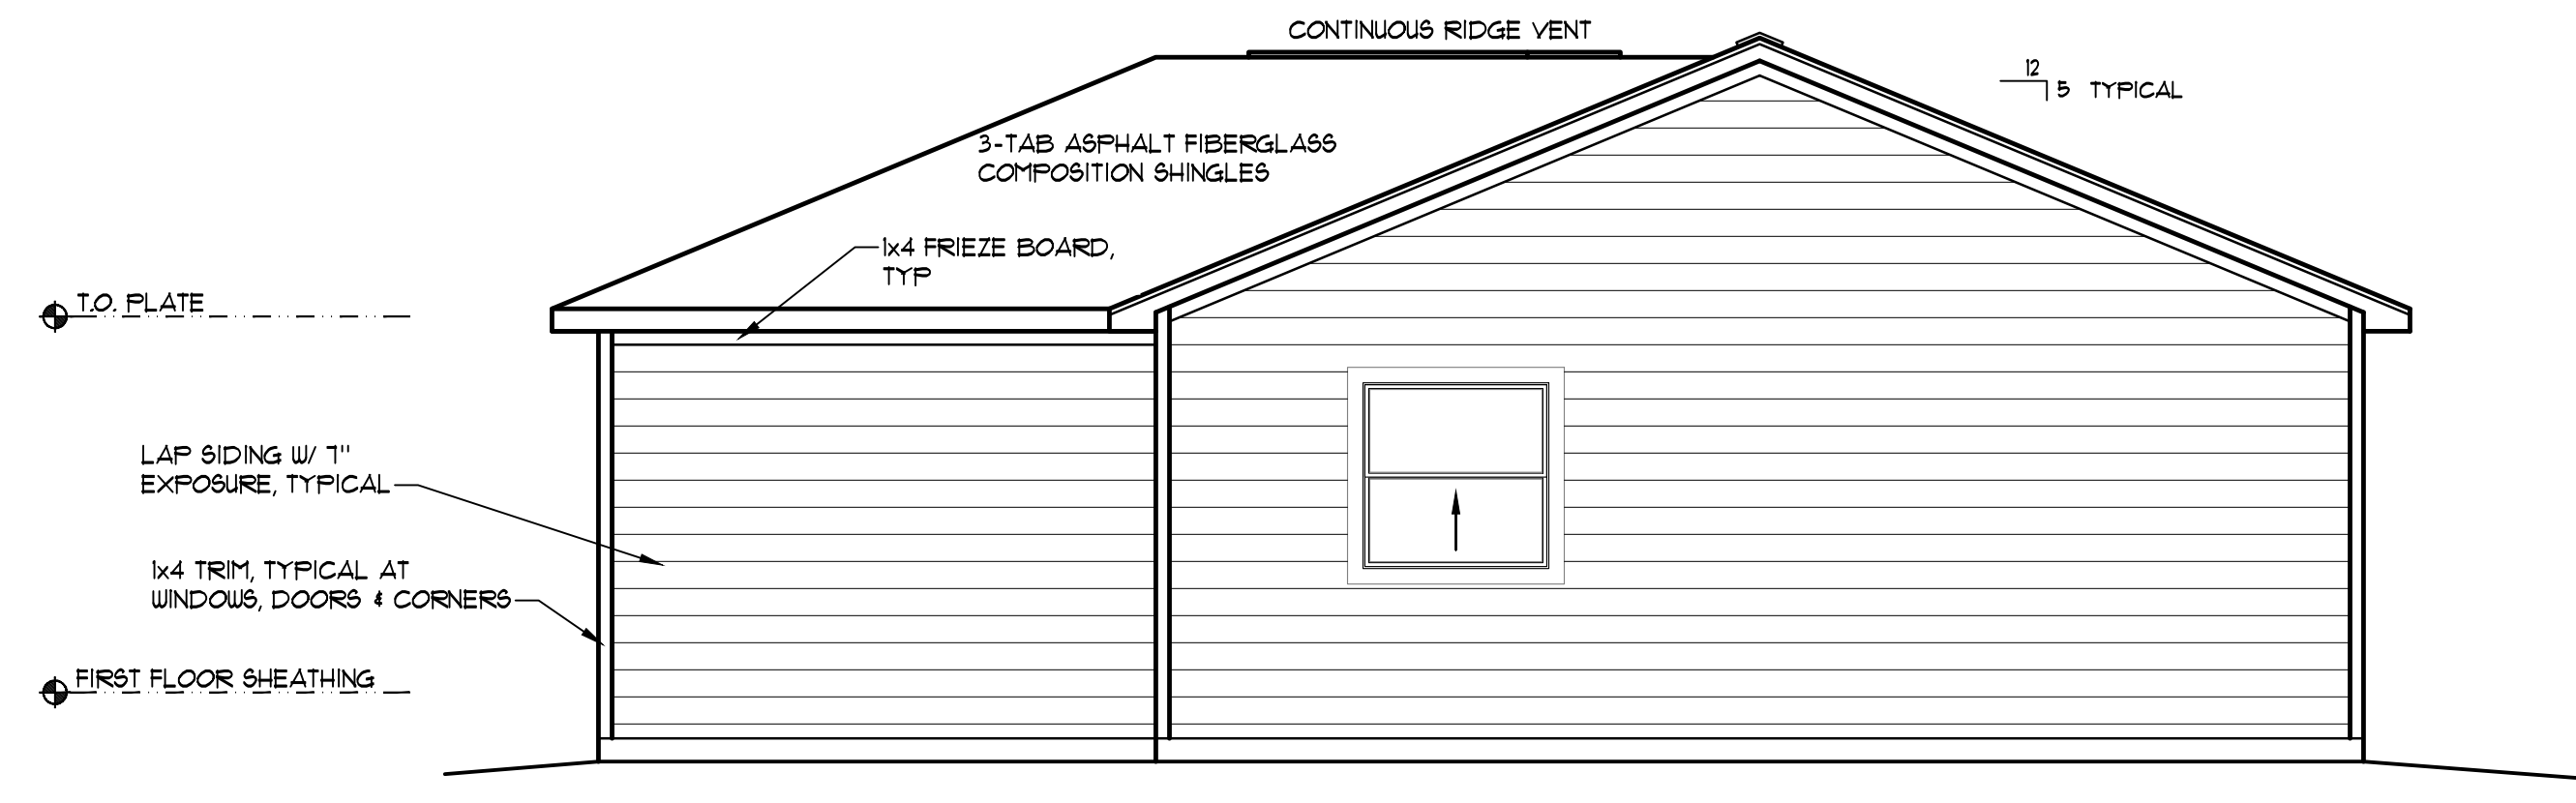 CONTINUOUS RIDGE VENT
12
5 TYPICAL
3-TAB ASPHALT FIBERGLASS
COMPOSITION SHINGLES
1x4 FRIEZE BOARD,
TYP
T.O. PLATE
LAP SIDING W/ 7"
EXPOSURE, TYPICAL
1x4 TRIM, TYPICAL AT
WINDOWS, DOORS & CORNERS
FIRST FLOOR SHEATHING